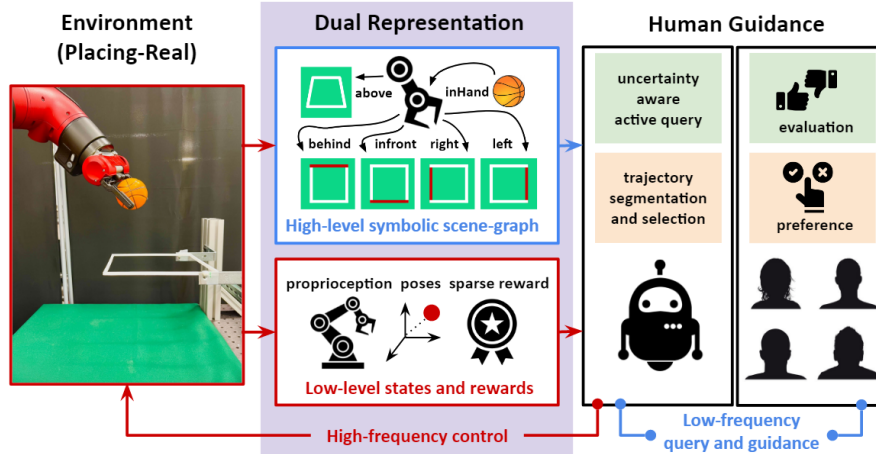 Environment
(Placing-Real)
Dual Representation
above
inHand
behind
infront
right
left
High-level symbolic scene-graph
proprioception
poses
sparse reward
Low-level states and rewards
High-frequency control
Human Guidance
uncertainty
aware
active query
evaluation
trajectory
segmentation
and selection
preference
Low-frequency
query and guidance